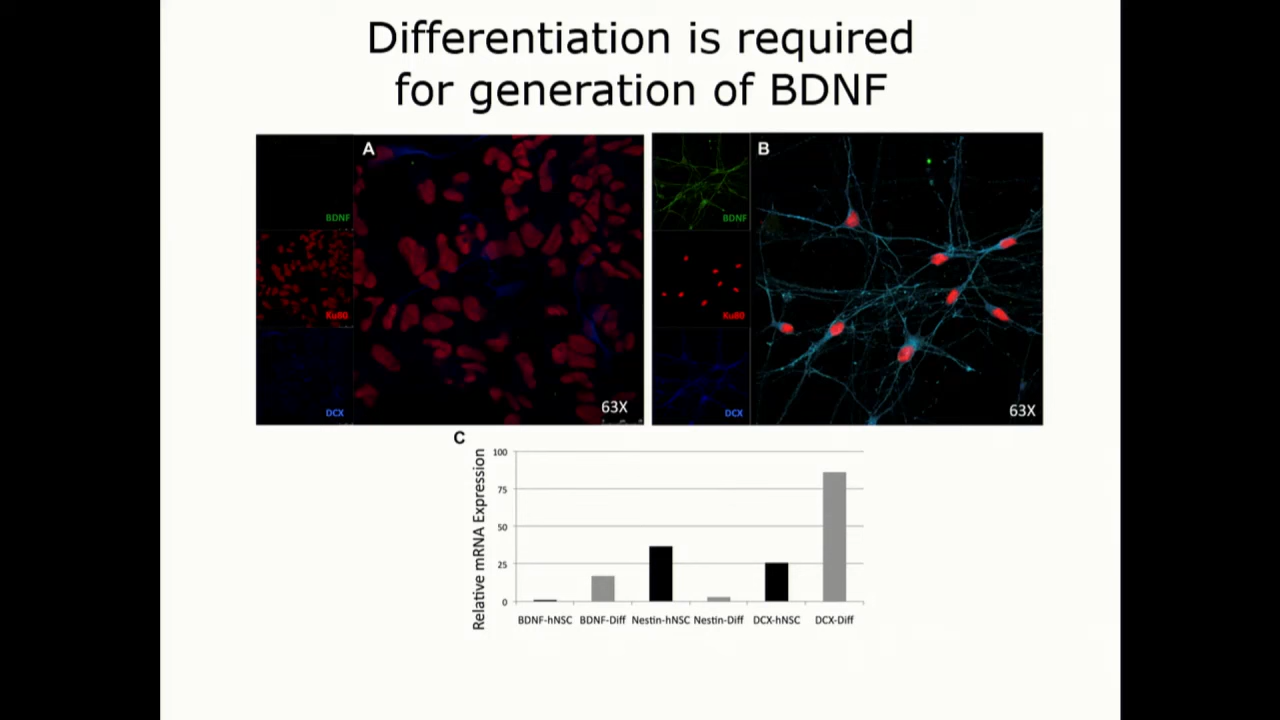 Differentiation is required
for generation of BDNF
A
BDNF
Ku80
DCX
63X
B
BDNF
Ku80
DCX
63X
C
Relative mRNA Expression
100
75
50
25
0
BDNF-hNSC BDNF-Diff Nestin-hNSC Nestin-Diff DCX-hNSC DCX-Diff